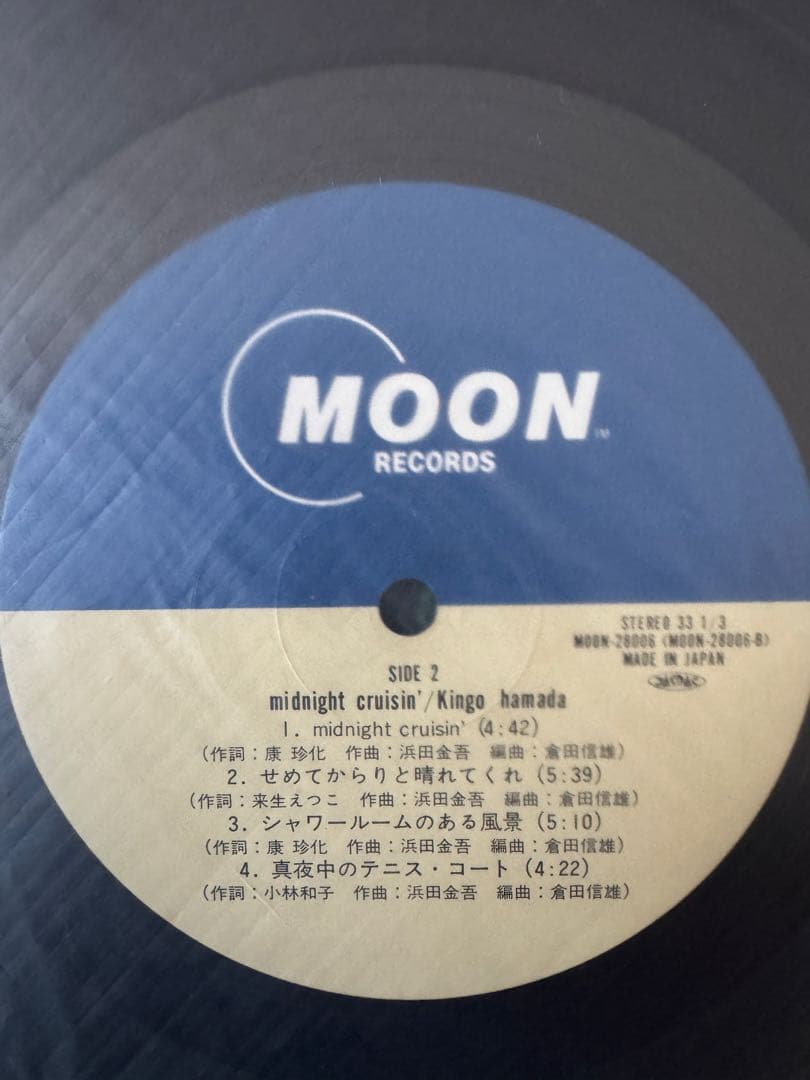 MOON
RECORDS
STEREO 33 1/3
MOON-28006 (MOON-28006-B)
MADE IN JAPAN
SIDE 2
midnight cruisin'/Kingo hamada
1. midnight cruisin' (4:42)
(作詞:康 珍化 作曲:浜田金吾 編曲:倉田信雄)
2. せめてからりと晴れてくれ (5:39)
(作詞:来生えつこ 作曲:浜田金吾 編曲:倉田信雄)
3. シャワールームのある風景 (5:10)
(作詞:康 珍化 作曲:浜田金吾 編曲:倉田信雄)
4. 真夜中のテニス・コート (4:22)
(作詞:小林和子 作曲:浜田金吾 編曲:倉田信雄)